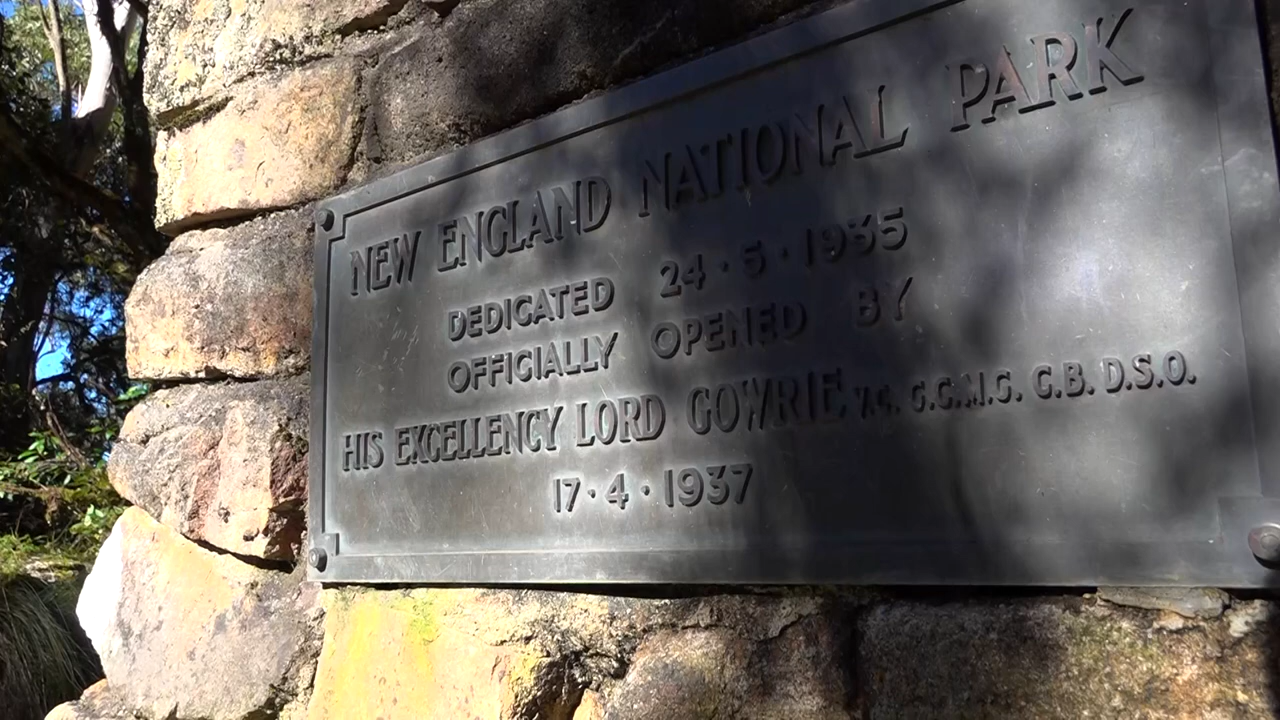 NEW ENGLAND NATIONAL PARK
DEDICATED 24·5·1935
OFFICIALLY OPENED BY
HIS EXCELLENCY LORD GOWRIE V.C. G.C.M.G. C.B. D.S.O.
17·4·1937